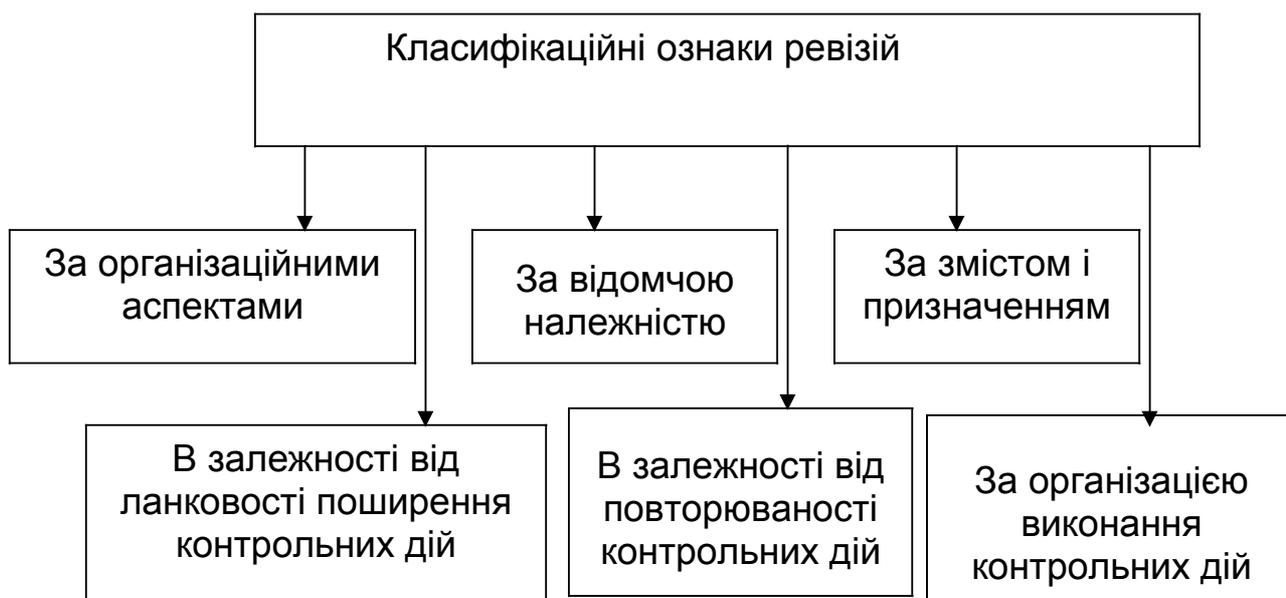 Класифікаційні ознаки ревізій
За організаційними
аспектами
За відомчою
належністю
За змістом і
призначенням
В залежності від
ланковості поширення
контрольних дій
В залежності від
повторюваності
контрольних дій
За організацією
виконання
контрольних дій